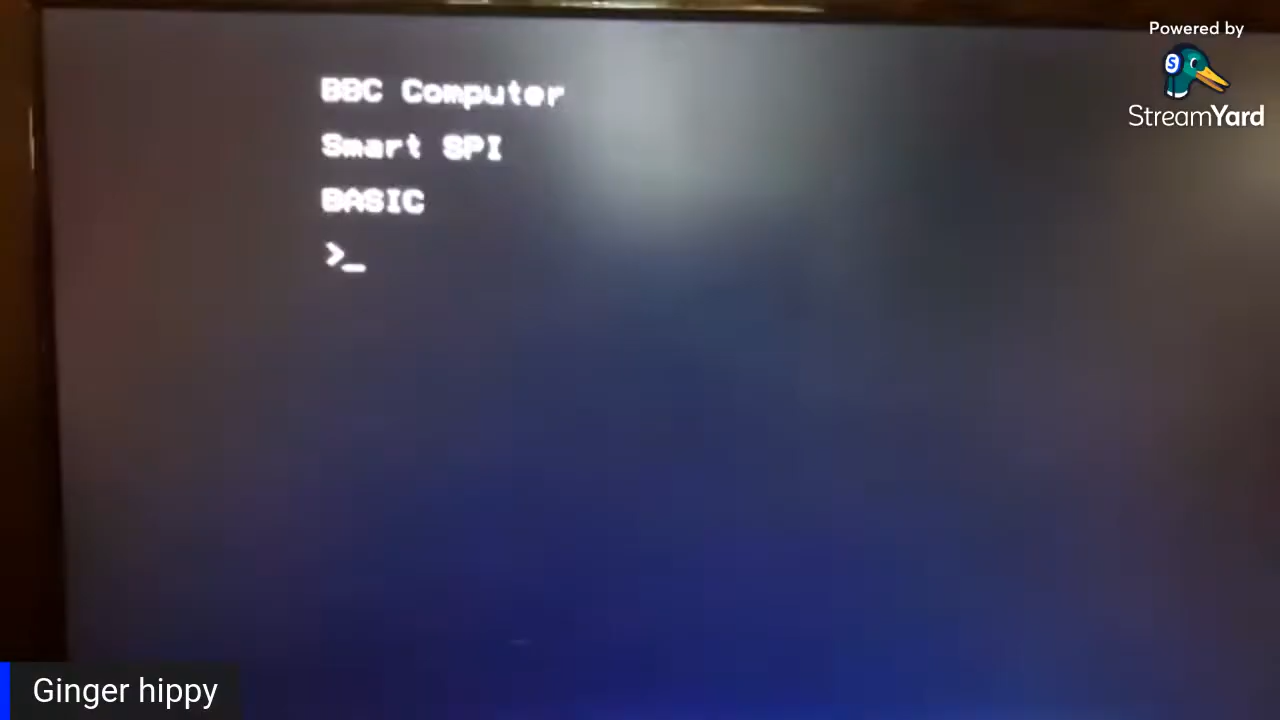 Powered by
StreamYard
BBC Computer
Smart SPI
BASIC
>_
Ginger hippy